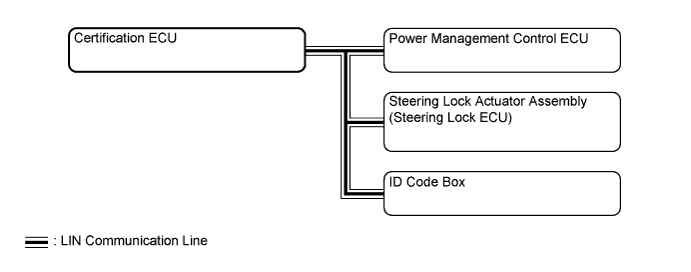 Certification ECU
Power Management Control ECU
Steering Lock Actuator Assembly
(Steering Lock ECU)
ID Code Box
: LIN Communication Line